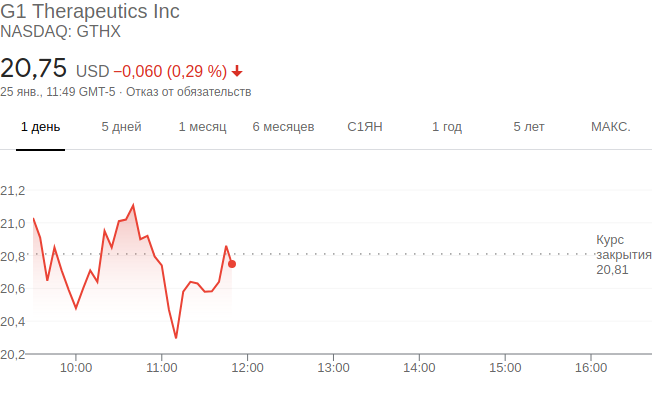 G1 Therapeutics Inc
NASDAQ: GTHX
20,75 USD −0,060 (0,29 %)
25 янв., 11:49 GMT-5 · Отказ от обязательств
1 день 5 дней 1 месяц 6 месяцев С1ЯН 1 год 5 лет МАКС.
21,2
21,0
20,8
20,6
20,4
20,2
Курс
закрытия
20,81
10:00 11:00 12:00 13:00 14:00 15:00 16:00